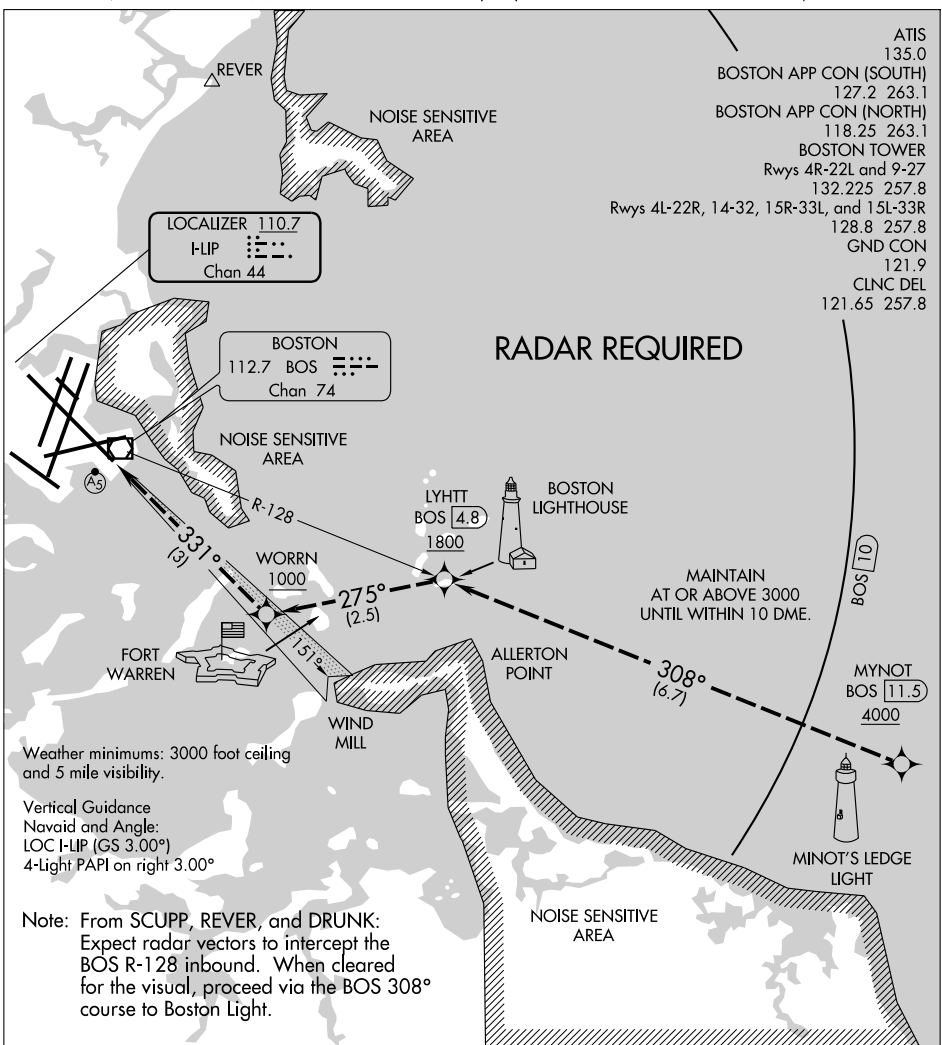 ATIS
135.0
BOSTON APP CON (SOUTH)
127.2 263.1
BOSTON APP CON (NORTH)
118.25 263.1
BOSTON TOWER
Rwys 4R-22L and 9-27
132.225 257.8
Rwys 4L-22R, 14-32, 15R-33L, and 15L-33R
128.8 257.8
GND CON
121.9
CLNC DEL
121.65 257.8
REVER
NOISE SENSITIVE
AREA
LOCALIZER 110.7
I-LIP
Chan 44
BOSTON
112.7 BOS
Chan 74
RADAR REQUIRED
NOISE SENSITIVE
AREA
A5
R-128
LYHTT
BOS 4.8
1800
BOSTON
LIGHTHOUSE
BOS 10
331°
(3)
WORRN
1000
275°
(2.5)
MAINTAIN
AT OR ABOVE 3000
UNTIL WITHIN 10 DME.
FORT
WARREN
151°
ALLERTON
POINT
308°
(6.7)
MYNOT
BOS 11.5
4000
WIND
MILL
Weather minimums: 3000 foot ceiling
and 5 mile visibility.
Vertical Guidance
Navaid and Angle:
LOC I-LIP (GS 3.00°)
4-Light PAPI on right 3.00°
MINOT'S LEDGE
LIGHT
Note: From SCUPP, REVER, and DRUNK:
Expect radar vectors to intercept the
BOS R-128 inbound. When cleared
for the visual, proceed via the BOS 308°
course to Boston Light.
NOISE SENSITIVE
AREA